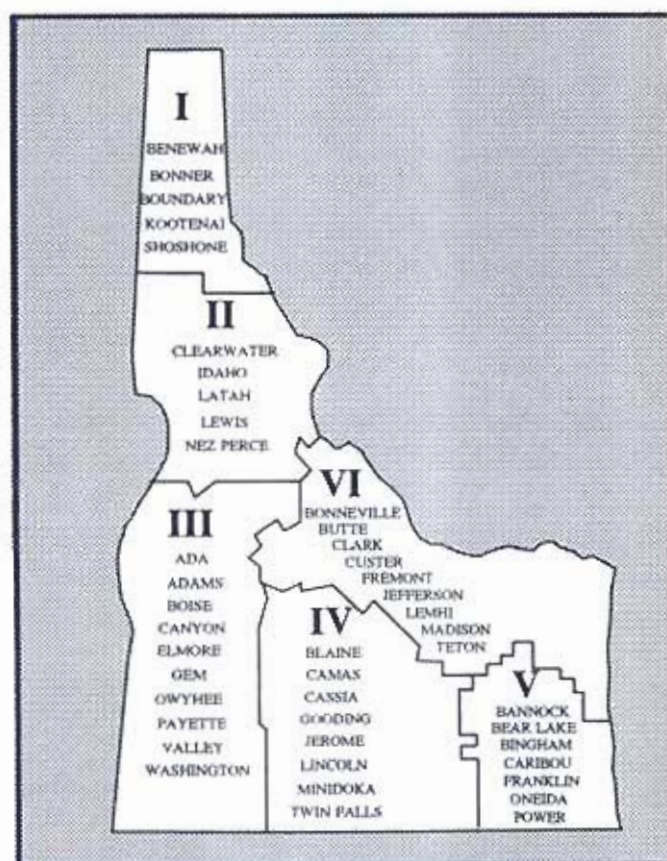 I
BENEWAH
BONNER
BOUNDARY
KOOTENAI
SHOSHONE
II
CLEARWATER
IDAHO
LATAH
LEWIS
NEZ PERCE
III
ADA
ADAMS
BOISE
CANYON
ELMORE
GEM
OWYHEE
PAYETTE
VALLEY
WASHINGTON
VI
BONNEVILLE
BUTTE
CLARK
CUSTER
FREMONT
JEFFERSON
LEMHI
MADISON
TETON
IV
BLAINE
CAMAS
CASSIA
GOODING
JEROME
LINCOLN
MINIDOKA
TWIN FALLS
V
BANNOCK
BEAR LAKE
BINGHAM
CARIBOU
FRANKLIN
ONEIDA
POWER